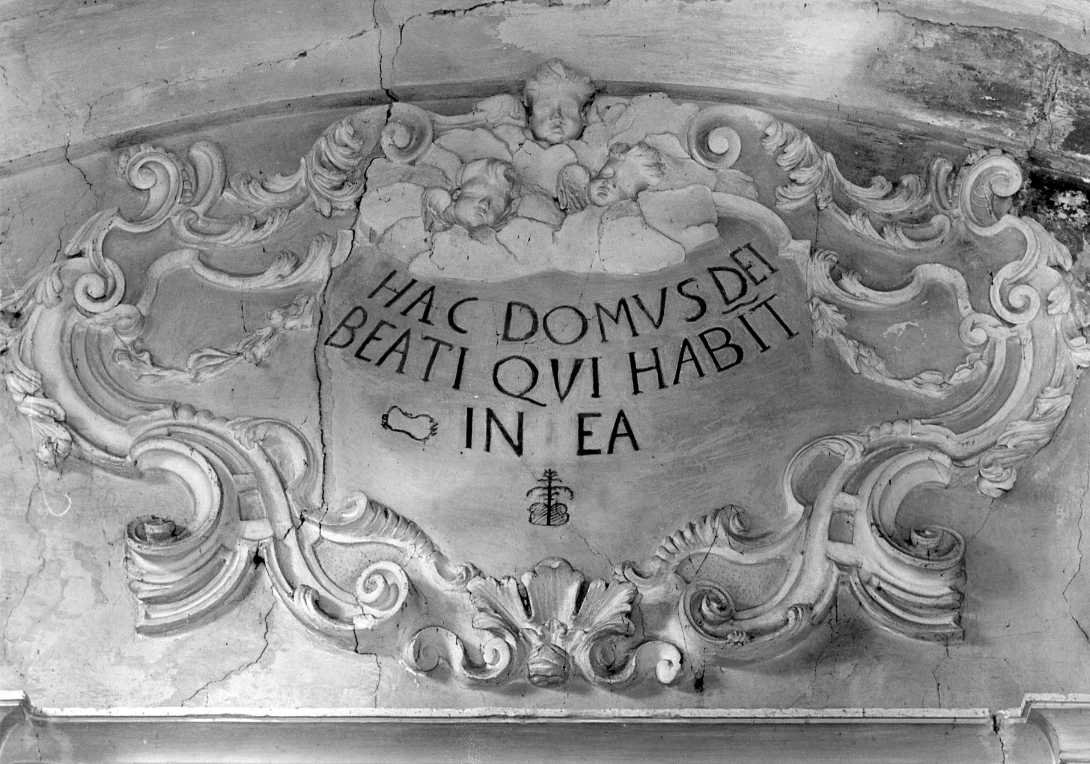 HAC DOMVS DEI
BEATI QVI HABIT
IN EA